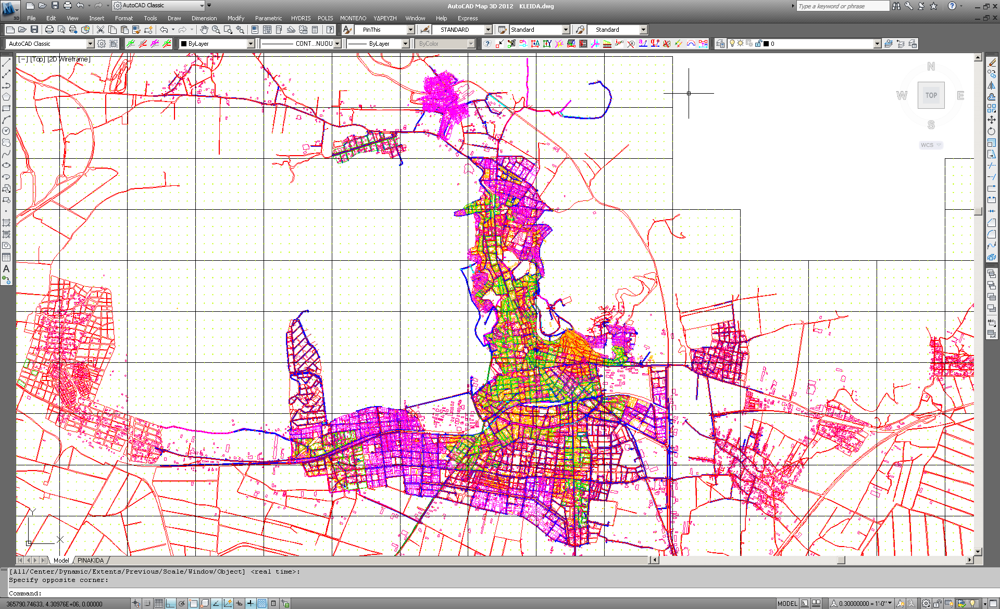 AutoCAD Classic
AutoCAD Map 3D 2012 KLEIDA.dwg
Type a keyword or phrase
3D
File Edit View Insert Format Tools Draw Dimension Modify Parametric HYDRIS POLIS ΜΟΝΤΕΛΟ ΥΔΡΕΥΣΗ Window Help Express
PinThis STANDARD Standard Standard
AutoCAD Classic ByLayer CONT...NUOU ByLayer ByColor 0
[−] [Top] [2D Wireframe]
N
W TOP E
S
WCS
A
ABC
Y
X
Model PINAKIDA
[All/Center/Dynamic/Extents/Previous/Scale/Window/Object] <real time>:
Specify opposite corner:
Command:
365790.74633, 4.30976E+06, 0.00000
MODEL 0.30000000 = 1'-0"